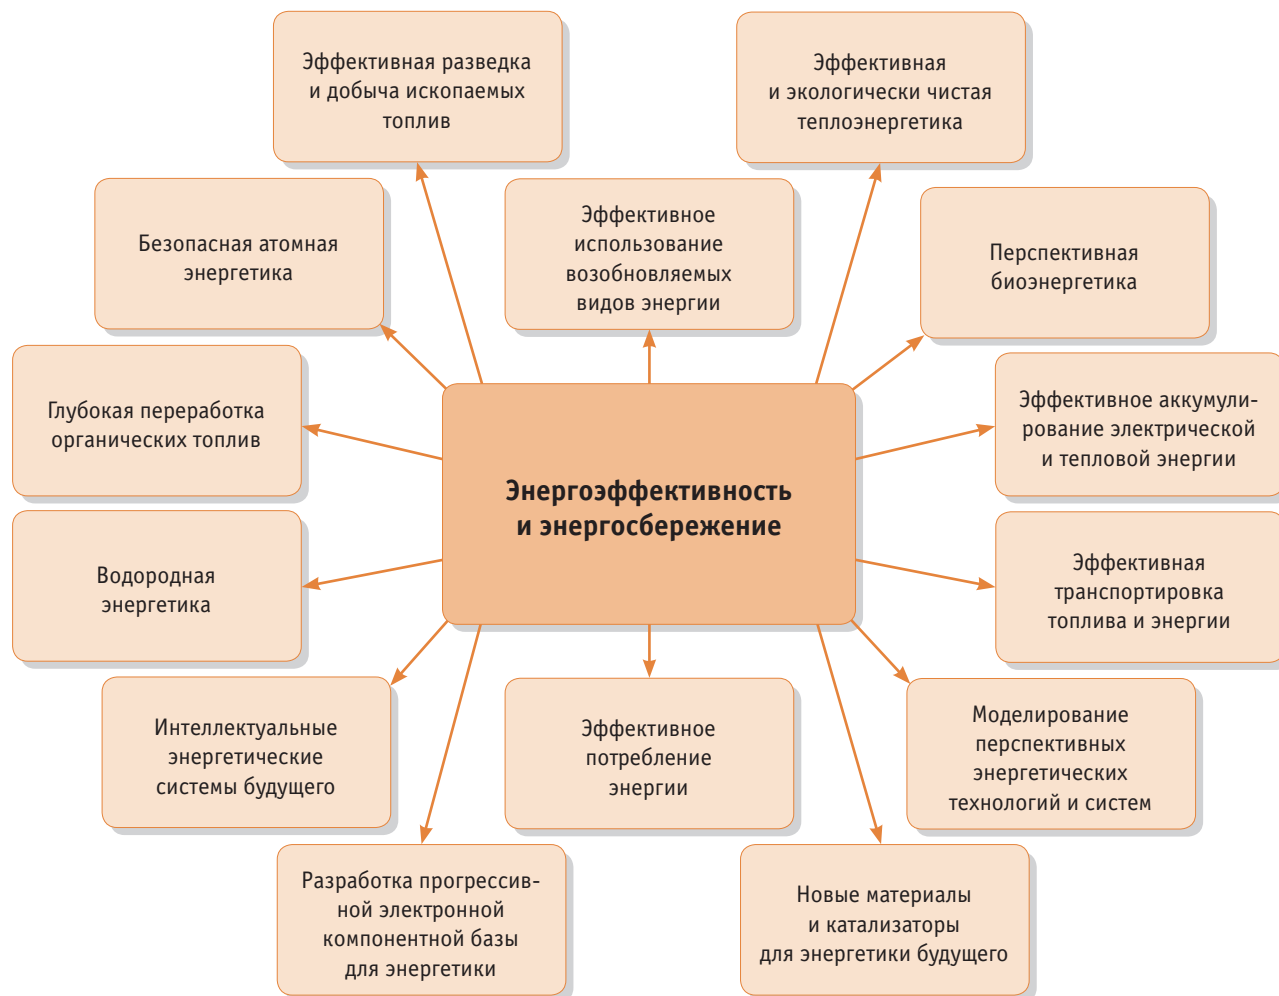 Эффективная разведка
и добыча ископаемых
топлив
Эффективная
и экологически чистая
теплоэнергетика
Безопасная атомная
энергетика
Эффективное
использование
возобновляемых
видов энергии
Перспективная
биоэнергетика
Глубокая переработка
органических топлив
Эффективное аккумули-
рование электрической
и тепловой энергии
Энергоэффективность
и энергосбережение
Водородная
энергетика
Эффективная
транспортировка
топлива и энергии
Интеллектуальные
энергетические
системы будущего
Эффективное
потребление
энергии
Моделирование
перспективных
энергетических
технологий и систем
Разработка прогрессив-
ной электронной
компонентной базы
для энергетики
Новые материалы
и катализаторы
для энергетики будущего